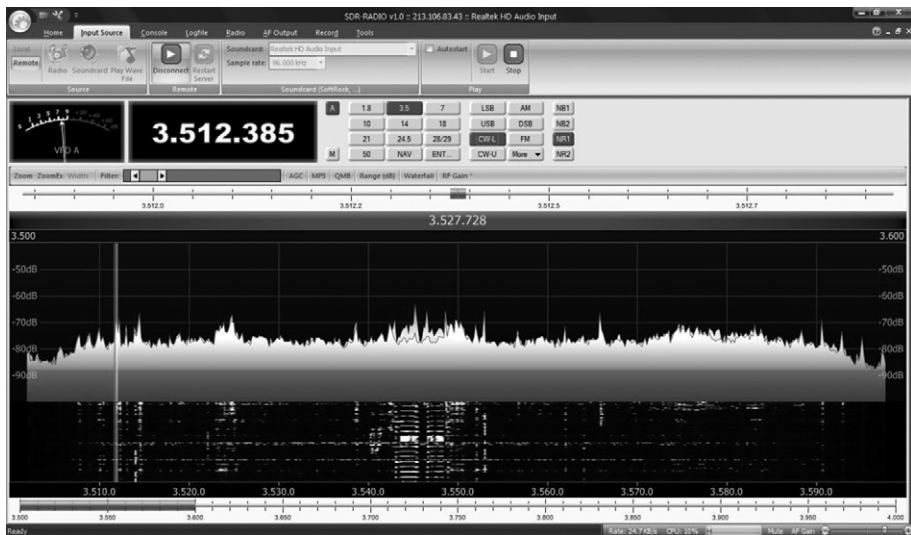 SDR-RADIO v1.0 :: 213.106.83.43 :: Realtek HD Audio Input
Home Input Source Console Logfile Radio AF Output Record Tools
Local
Remote
Radio Soundcard Play Wave File
Source
Disconnect Restart Server
Remote
Soundcard: Realtek HD Audio Input
Sample rate: 96.000 kHz
Soundcard (SoftRock, ...)
Autostart
Start Stop
Play
S 1 3 5 7 9 +20 +40
VFO A
3.512.385
A 1.8 3.5 7 LSB AM NB1
10 14 18 USB DSB NB2
21 24.5 28/29 CW-L FM NR1
M 50 NAV ENT... CW-U More NR2
Zoom ZoomEx Width Filter: AGC MP5 QMB Range (dB) Waterfall RF Gain
3.512.0 3.512.2 3.512.5 3.512.7
3.527.728
3.500 3.600
-50dB -50dB
-60dB -60dB
-70dB -70dB
-80dB -80dB
-90dB -90dB
3.510.0 3.520.0 3.530.0 3.540.0 3.550.0 3.560.0 3.570.0 3.580.0 3.590.0
3.500 3.550 3.600 3.650 3.700 3.750 3.800 3.850 3.900 3.950 4.000
Ready Rate: 24.7 KB/s CPU: 10% Mute AF Gain